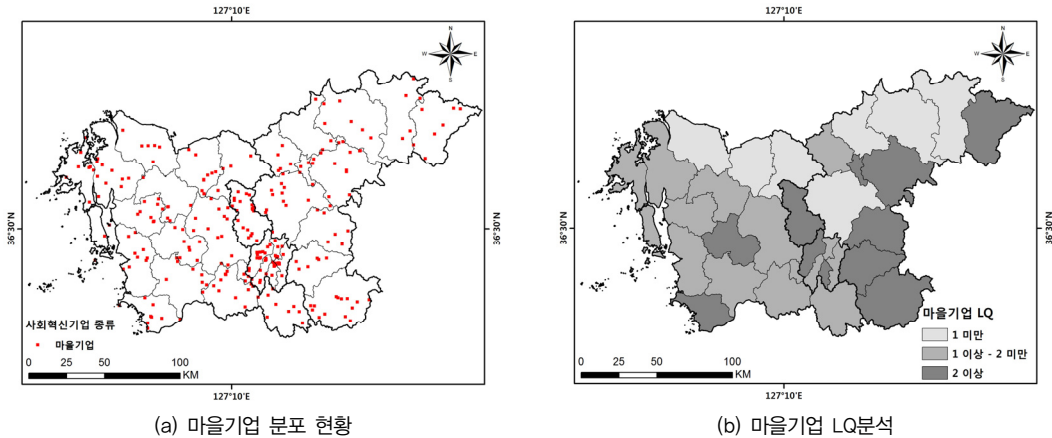 127°10'E
N
W E
S
36°30'N
사회혁신기업 종류
마을기업
0 25 50 100
KM
127°10'E
(a) 마을기업 분포 현황
127°10'E
N
W E
S
36°30'N
36°30'N
마을기업 LQ
1 미만
1 이상 - 2 미만
2 이상
0 25 50 100
KM
127°10'E
(b) 마을기업 LQ분석